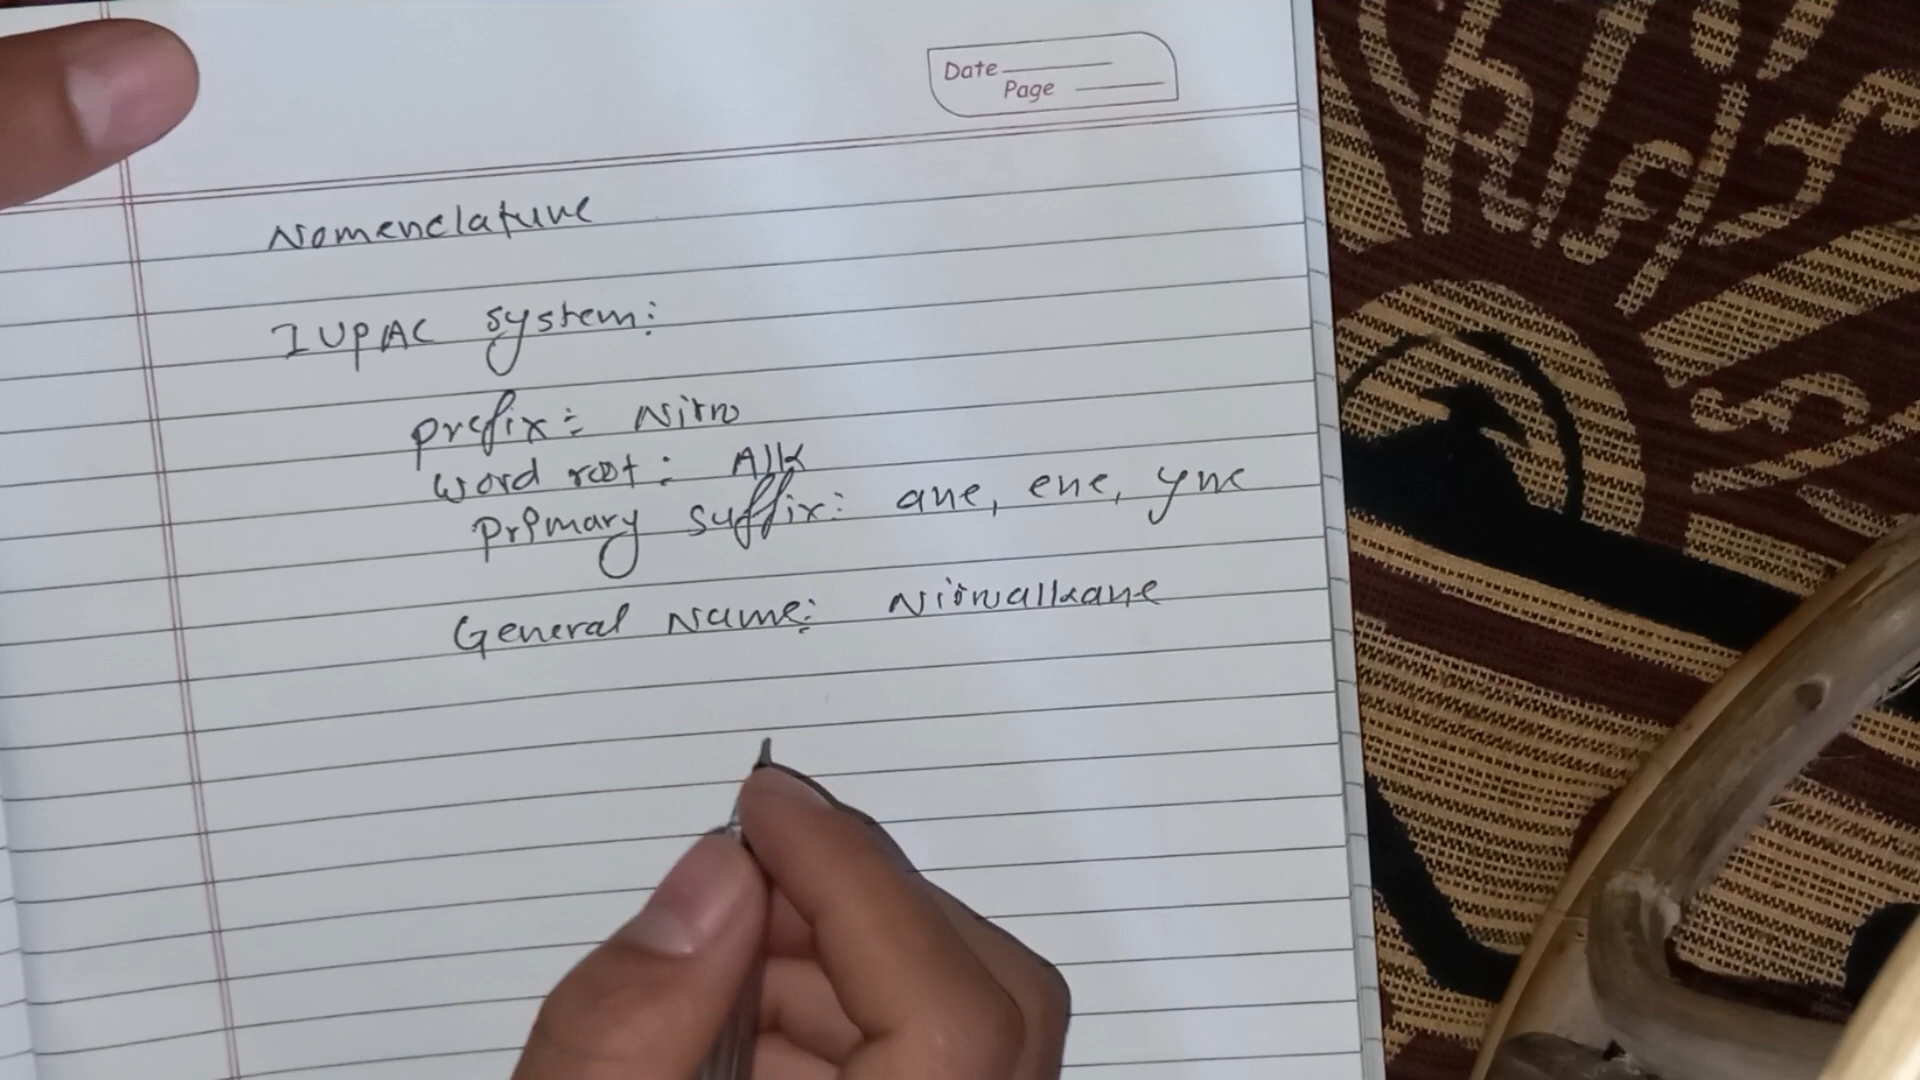 Date
Page
Nomenclature
IUPAC system:
prefix: Nitro
word root: Alk
Primary suffix: ane, ene, yne
General Name: Nitroalkane